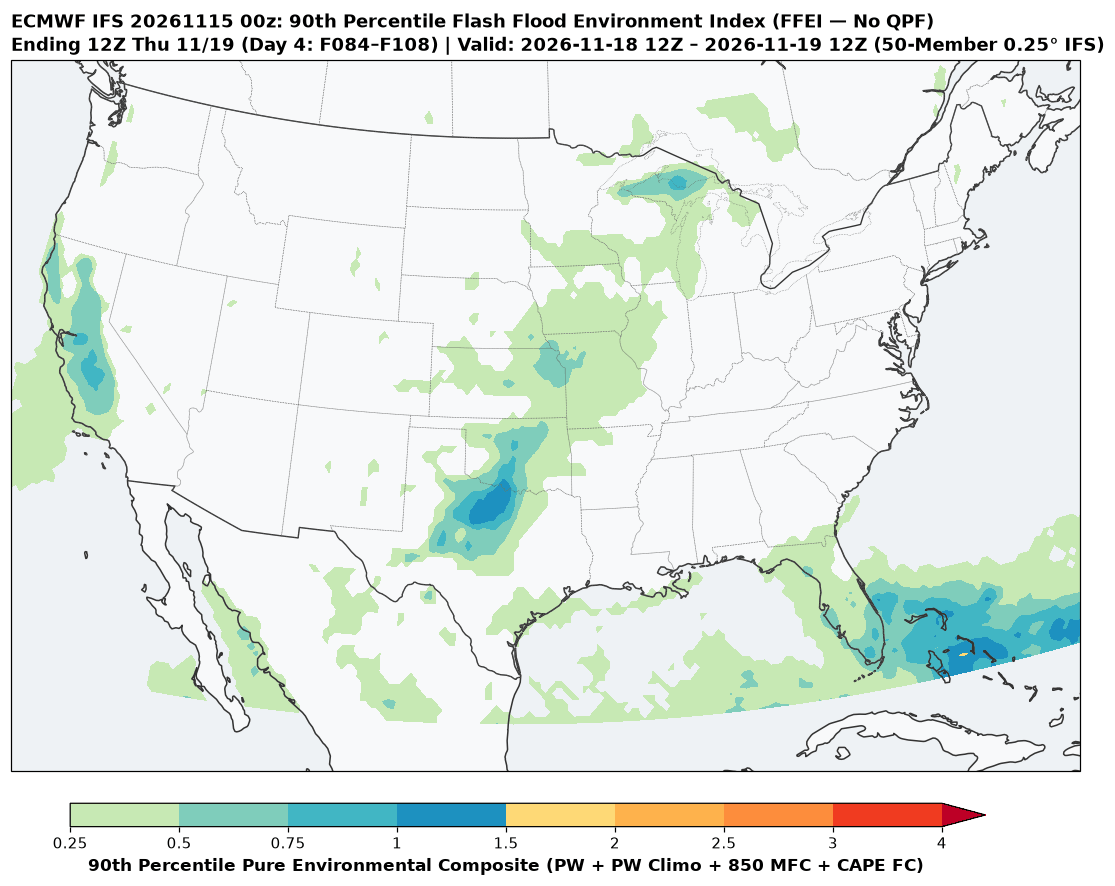 ECMWF IFS 20261115 00z: 90th Percentile Flash Flood Environment Index (FFEI — No QPF)
Ending 12Z Thu 11/19 (Day 4: F084–F108) | Valid: 2026-11-18 12Z – 2026-11-19 12Z (50-Member 0.25° IFS)
0.25 0.5 0.75 1 1.5 2 2.5 3 4
90th Percentile Pure Environmental Composite (PW + PW Climo + 850 MFC + CAPE FC)